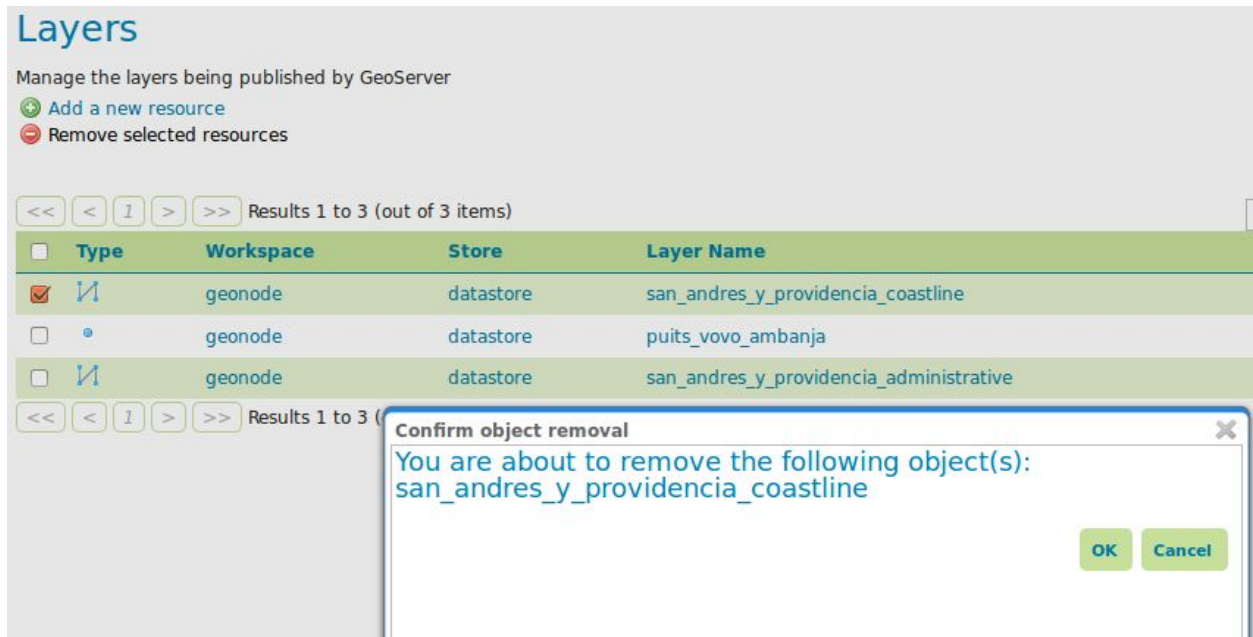 Layers
Manage the layers being published by GeoServer
Add a new resource
Remove selected resources
<< < 1 > >> Results 1 to 3 (out of 3 items)
Type Workspace Store Layer Name
geonode datastore san_andres_y_providencia_coastline
geonode datastore puits_vovo_ambanja
geonode datastore san_andres_y_providencia_administrative
<< < 1 > >> Results 1 to 3 (
Confirm object removal
You are about to remove the following object(s):
san_andres_y_providencia_coastline
OK Cancel